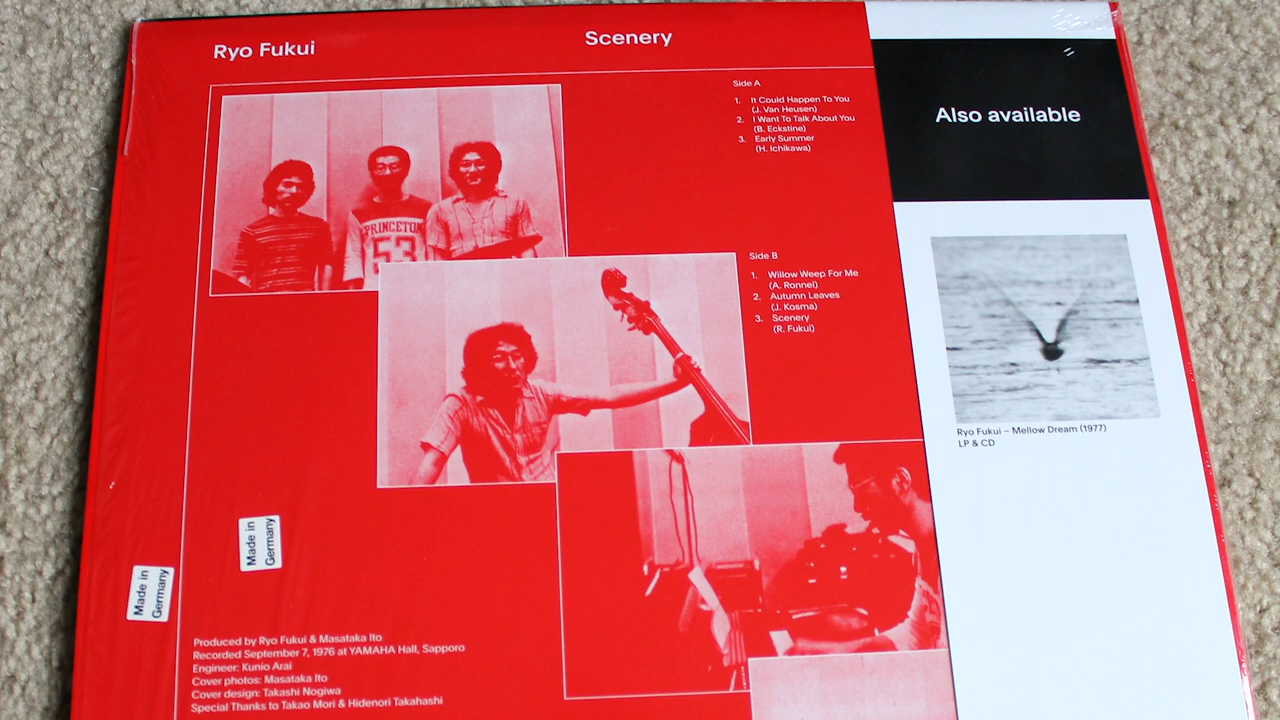 Ryo Fukui
Scenery
Side A
1. It Could Happen To You
(J. Van Heusen)
2. I Want To Talk About You
(B. Eckstine)
3. Early Summer
(H. Ichikawa)
PRINCETON
53
Side B
1. Willow Weep For Me
(A. Ronnel)
2. Autumn Leaves
(J. Kosma)
3. Scenery
(R. Fukui)
Also available
Ryo Fukui – Mellow Dream (1977)
LP & CD
Made in
Germany
Made in
Germany
Produced by Ryo Fukui & Masataka Ito
Recorded September 7, 1976 at YAMAHA Hall, Sapporo
Engineer: Kunio Arai
Cover photos: Masataka Ito
Cover design: Takashi Nogiwa
Special Thanks to Takao Mori & Hidenori Takahashi